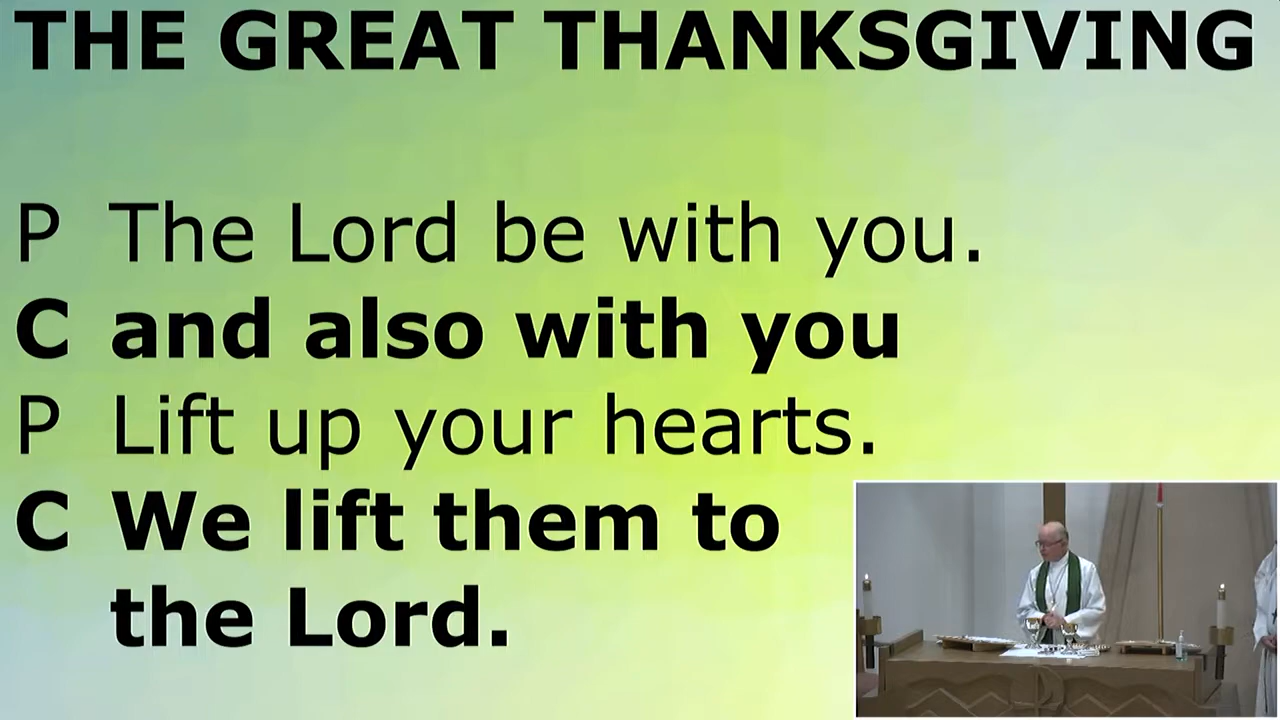 THE GREAT THANKSGIVING
P The Lord be with you.
C and also with you
P Lift up your hearts.
C We lift them to
the Lord.